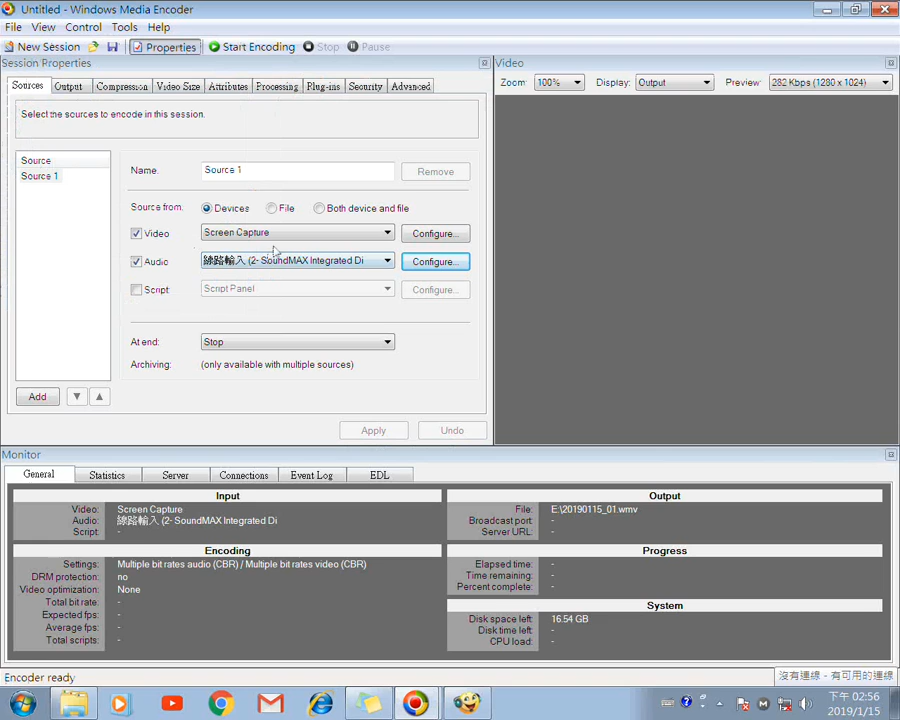 Untitled - Windows Media Encoder
File View Control Tools Help
New Session Properties Start Encoding Stop Pause
Session Properties
Sources Output Compression Video Size Attributes Processing Plug-ins Security Advanced
Select the sources to encode in this session.
Source
Source 1
Name: Source 1 Remove
Source from: Devices File Both device and file
Video Screen Capture Configure...
Audio 線路輸入 (2- SoundMAX Integrated Di Configure...
Script: Script Panel Configure...
At end: Stop
Archiving: (only available with multiple sources)
Add
Apply Undo
Video
Zoom: 100% Display: Output Preview: 282 Kbps (1280 x 1024)
Monitor
General Statistics Server Connections Event Log EDL
Input
Video: Screen Capture
Audio: 線路輸入 (2- SoundMAX Integrated Di
Script: -
Encoding
Settings: Multiple bit rates audio (CBR) / Multiple bit rates video (CBR)
DRM protection: no
Video optimization: None
Total bit rate: -
Expected fps: -
Average fps: -
Total scripts: -
Output
File: E:\20190115_01.wmv
Broadcast port: -
Server URL: -
Progress
Elapsed time: -
Time remaining: -
Percent complete: -
System
Disk space left: 16.54 GB
Disk time left: -
CPU load: -
Encoder ready
沒有連線 - 有可用的連線
下午 02:56
2019/1/15